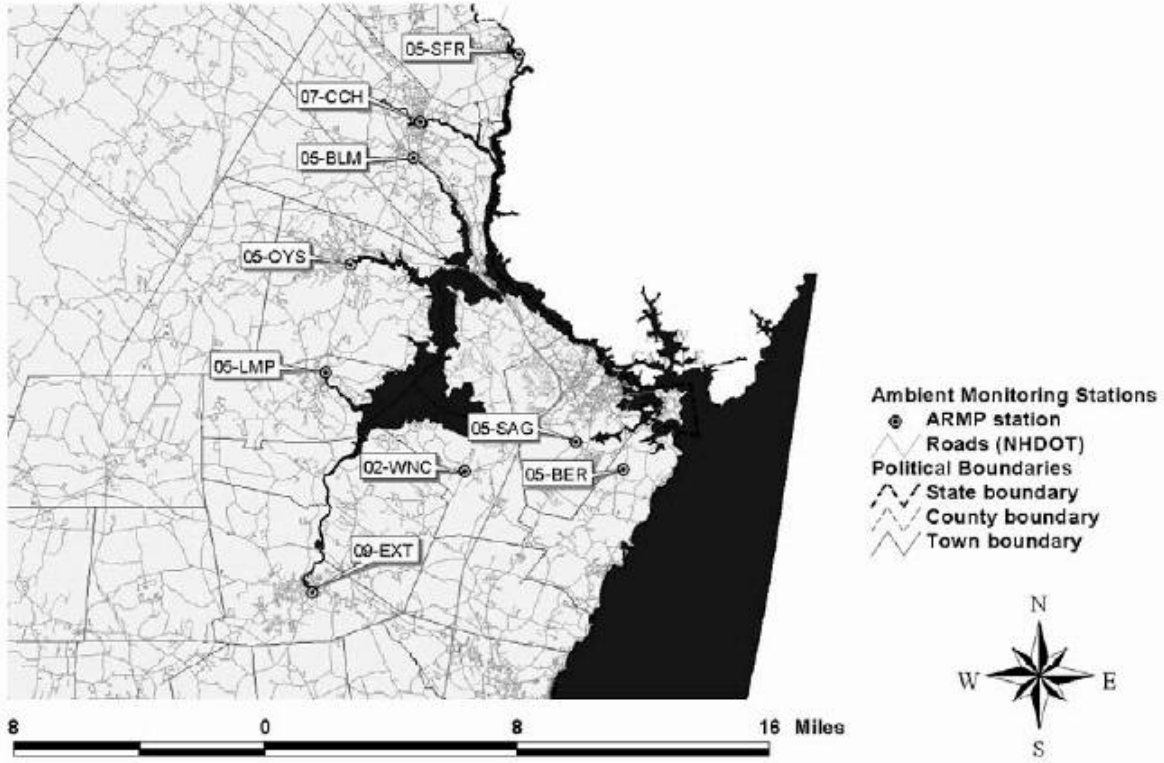 05-SFR
07-CCH
05-BLM
05-OYS
05-LMP
05-SAG
02-WNC
05-BER
09-EXT
Ambient Monitoring Stations
ARMP station
Roads (NHDOT)
Political Boundaries
State boundary
County boundary
Town boundary
N
W E
S
8 0 8 16 Miles